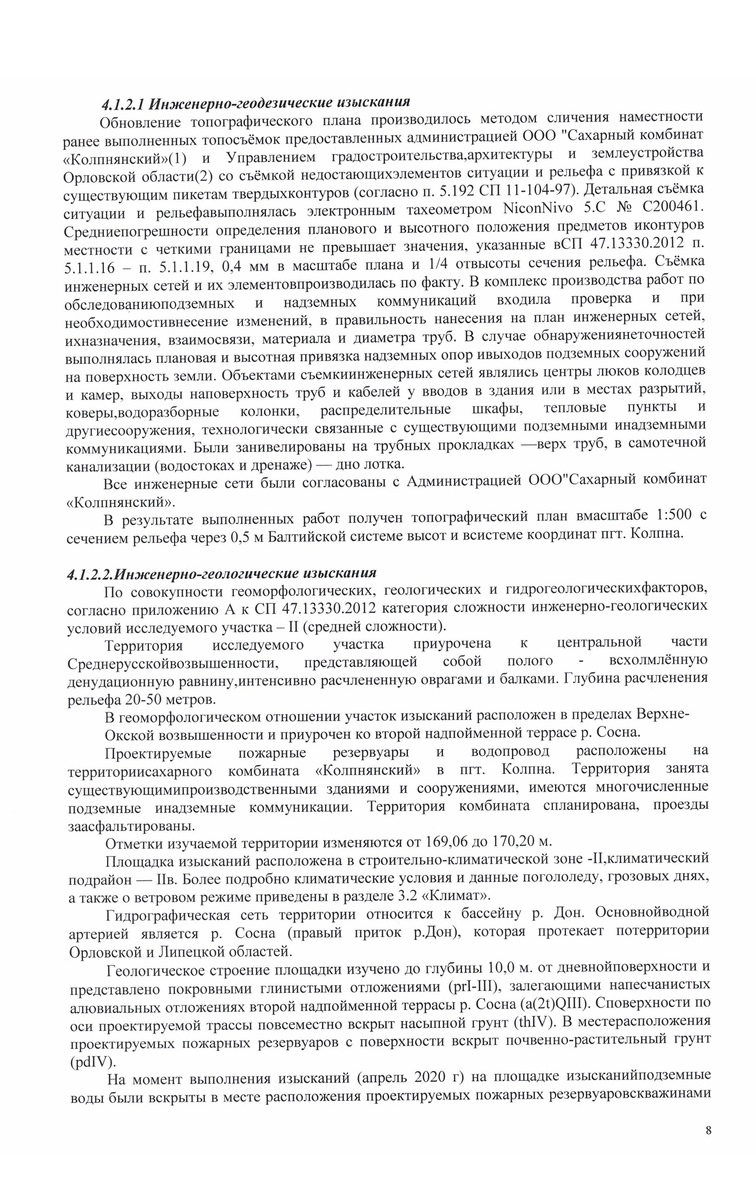 4.1.2.1 Инженерно-геодезические изыскания
Обновление топографического плана производилось методом сличения наместности
ранее выполненных топосъёмок предоставленных администрацией ООО "Сахарный комбинат
«Колпнянский»(1) и Управлением градостроительства,архитектуры и землеустройства
Орловской области(2) со съёмкой недостающихэлементов ситуации и рельефа с привязкой к
существующим пикетам твердыхконтуров (согласно п. 5.192 СП 11-104-97). Детальная съёмка
ситуации и рельефавыполнялась электронным тахеометром NiconNivo 5.C № C200461.
Средниепогрешности определения планового и высотного положения предметов иконтуров
местности с четкими границами не превышает значения, указанные вСП 47.13330.2012 п.
5.1.1.16 – п. 5.1.1.19, 0,4 мм в масштабе плана и 1/4 отвысоты сечения рельефа. Съёмка
инженерных сетей и их элементовпроизводилась по факту. В комплекс производства работ по
обследованиюподземных и надземных коммуникаций входила проверка и при
необходимостивнесение изменений, в правильность нанесения на план инженерных сетей,
ихназначения, взаимосвязи, материала и диаметра труб. В случае обнаружениянеточностей
выполнялась плановая и высотная привязка надземных опор ивыходов подземных сооружений
на поверхность земли. Объектами съемкиинженерных сетей являлись центры люков колодцев
и камер, выходы наповерхность труб и кабелей у вводов в здания или в местах разрытий,
коверы,водоразборные колонки, распределительные шкафы, тепловые пункты и
другиесооружения, технологически связанные с существующими подземными инадземными
коммуникациями. Были занивелированы на трубных прокладках —верх труб, в самотечной
канализации (водостоках и дренаже) — дно лотка.
Все инженерные сети были согласованы с Администрацией ООО"Сахарный комбинат
«Колпнянский».
В результате выполненных работ получен топографический план вмасштабе 1:500 с
сечением рельефа через 0,5 м Балтийской системе высот и всистеме координат пгт. Колпна.
4.1.2.2.Инженерно-геологические изыскания
По совокупности геоморфологических, геологических и гидрогеологическихфакторов,
согласно приложению А к СП 47.13330.2012 категория сложности инженерно-геологических
условий исследуемого участка – II (средней сложности).
Территория исследуемого участка приурочена к центральной части
Среднерусскойвозвышенности, представляющей собой полого - всхолмлённую
денудационную равнину,интенсивно расчлененную оврагами и балками. Глубина расчленения
рельефа 20-50 метров.
В геоморфологическом отношении участок изысканий расположен в пределах Верхне-
Окской возвышенности и приурочен ко второй надпойменной террасе р. Сосна.
Проектируемые пожарные резервуары и водопровод расположены на
территориисахарного комбината «Колпнянский» в пгт. Колпна. Территория занята
существующимипроизводственными зданиями и сооружениями, имеются многочисленные
подземные инадземные коммуникации. Территория комбината спланирована, проезды
заасфальтированы.
Отметки изучаемой территории изменяются от 169,06 до 170,20 м.
Площадка изысканий расположена в строительно-климатической зоне -II,климатический
подрайон — IIв. Более подробно климатические условия и данные погололеду, грозовых днях,
а также о ветровом режиме приведены в разделе 3.2 «Климат».
Гидрографическая сеть территории относится к бассейну р. Дон. Основнойводной
артерией является р. Сосна (правый приток р.Дон), которая протекает потерритории
Орловской и Липецкой областей.
Геологическое строение площадки изучено до глубины 10,0 м. от дневнойповерхности и
представлено покровными глинистыми отложениями (prI-III), залегающими напесчанистых
алювиальных отложениях второй надпойменной террасы р. Сосна (a(2t)QIII). Споверхности по
оси проектируемой трассы повсеместно вскрыт насыпной грунт (thIV). В месторасположения
проектируемых пожарных резервуаров с поверхности вскрыт почвенно-растительный грунт
(pdIV).
На момент выполнения изысканий (апрель 2020 г) на площадке изысканийподземные
воды были вскрыты в месте расположения проектируемых пожарных резервуаровскважинами
8